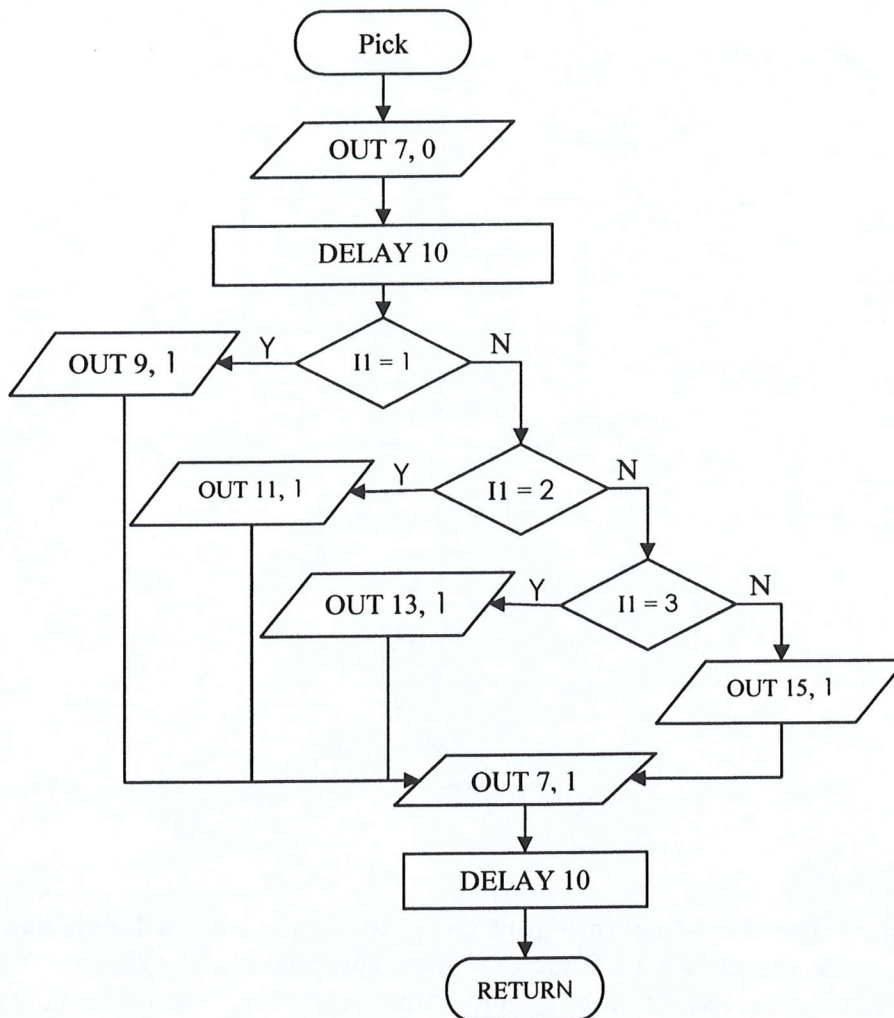 Pick
OUT 7, 0
DELAY 10
I1 = 1
Y
N
OUT 9, 1
I1 = 2
Y
N
OUT 11, 1
I1 = 3
Y
N
OUT 13, 1
OUT 15, 1
OUT 7, 1
DELAY 10
RETURN